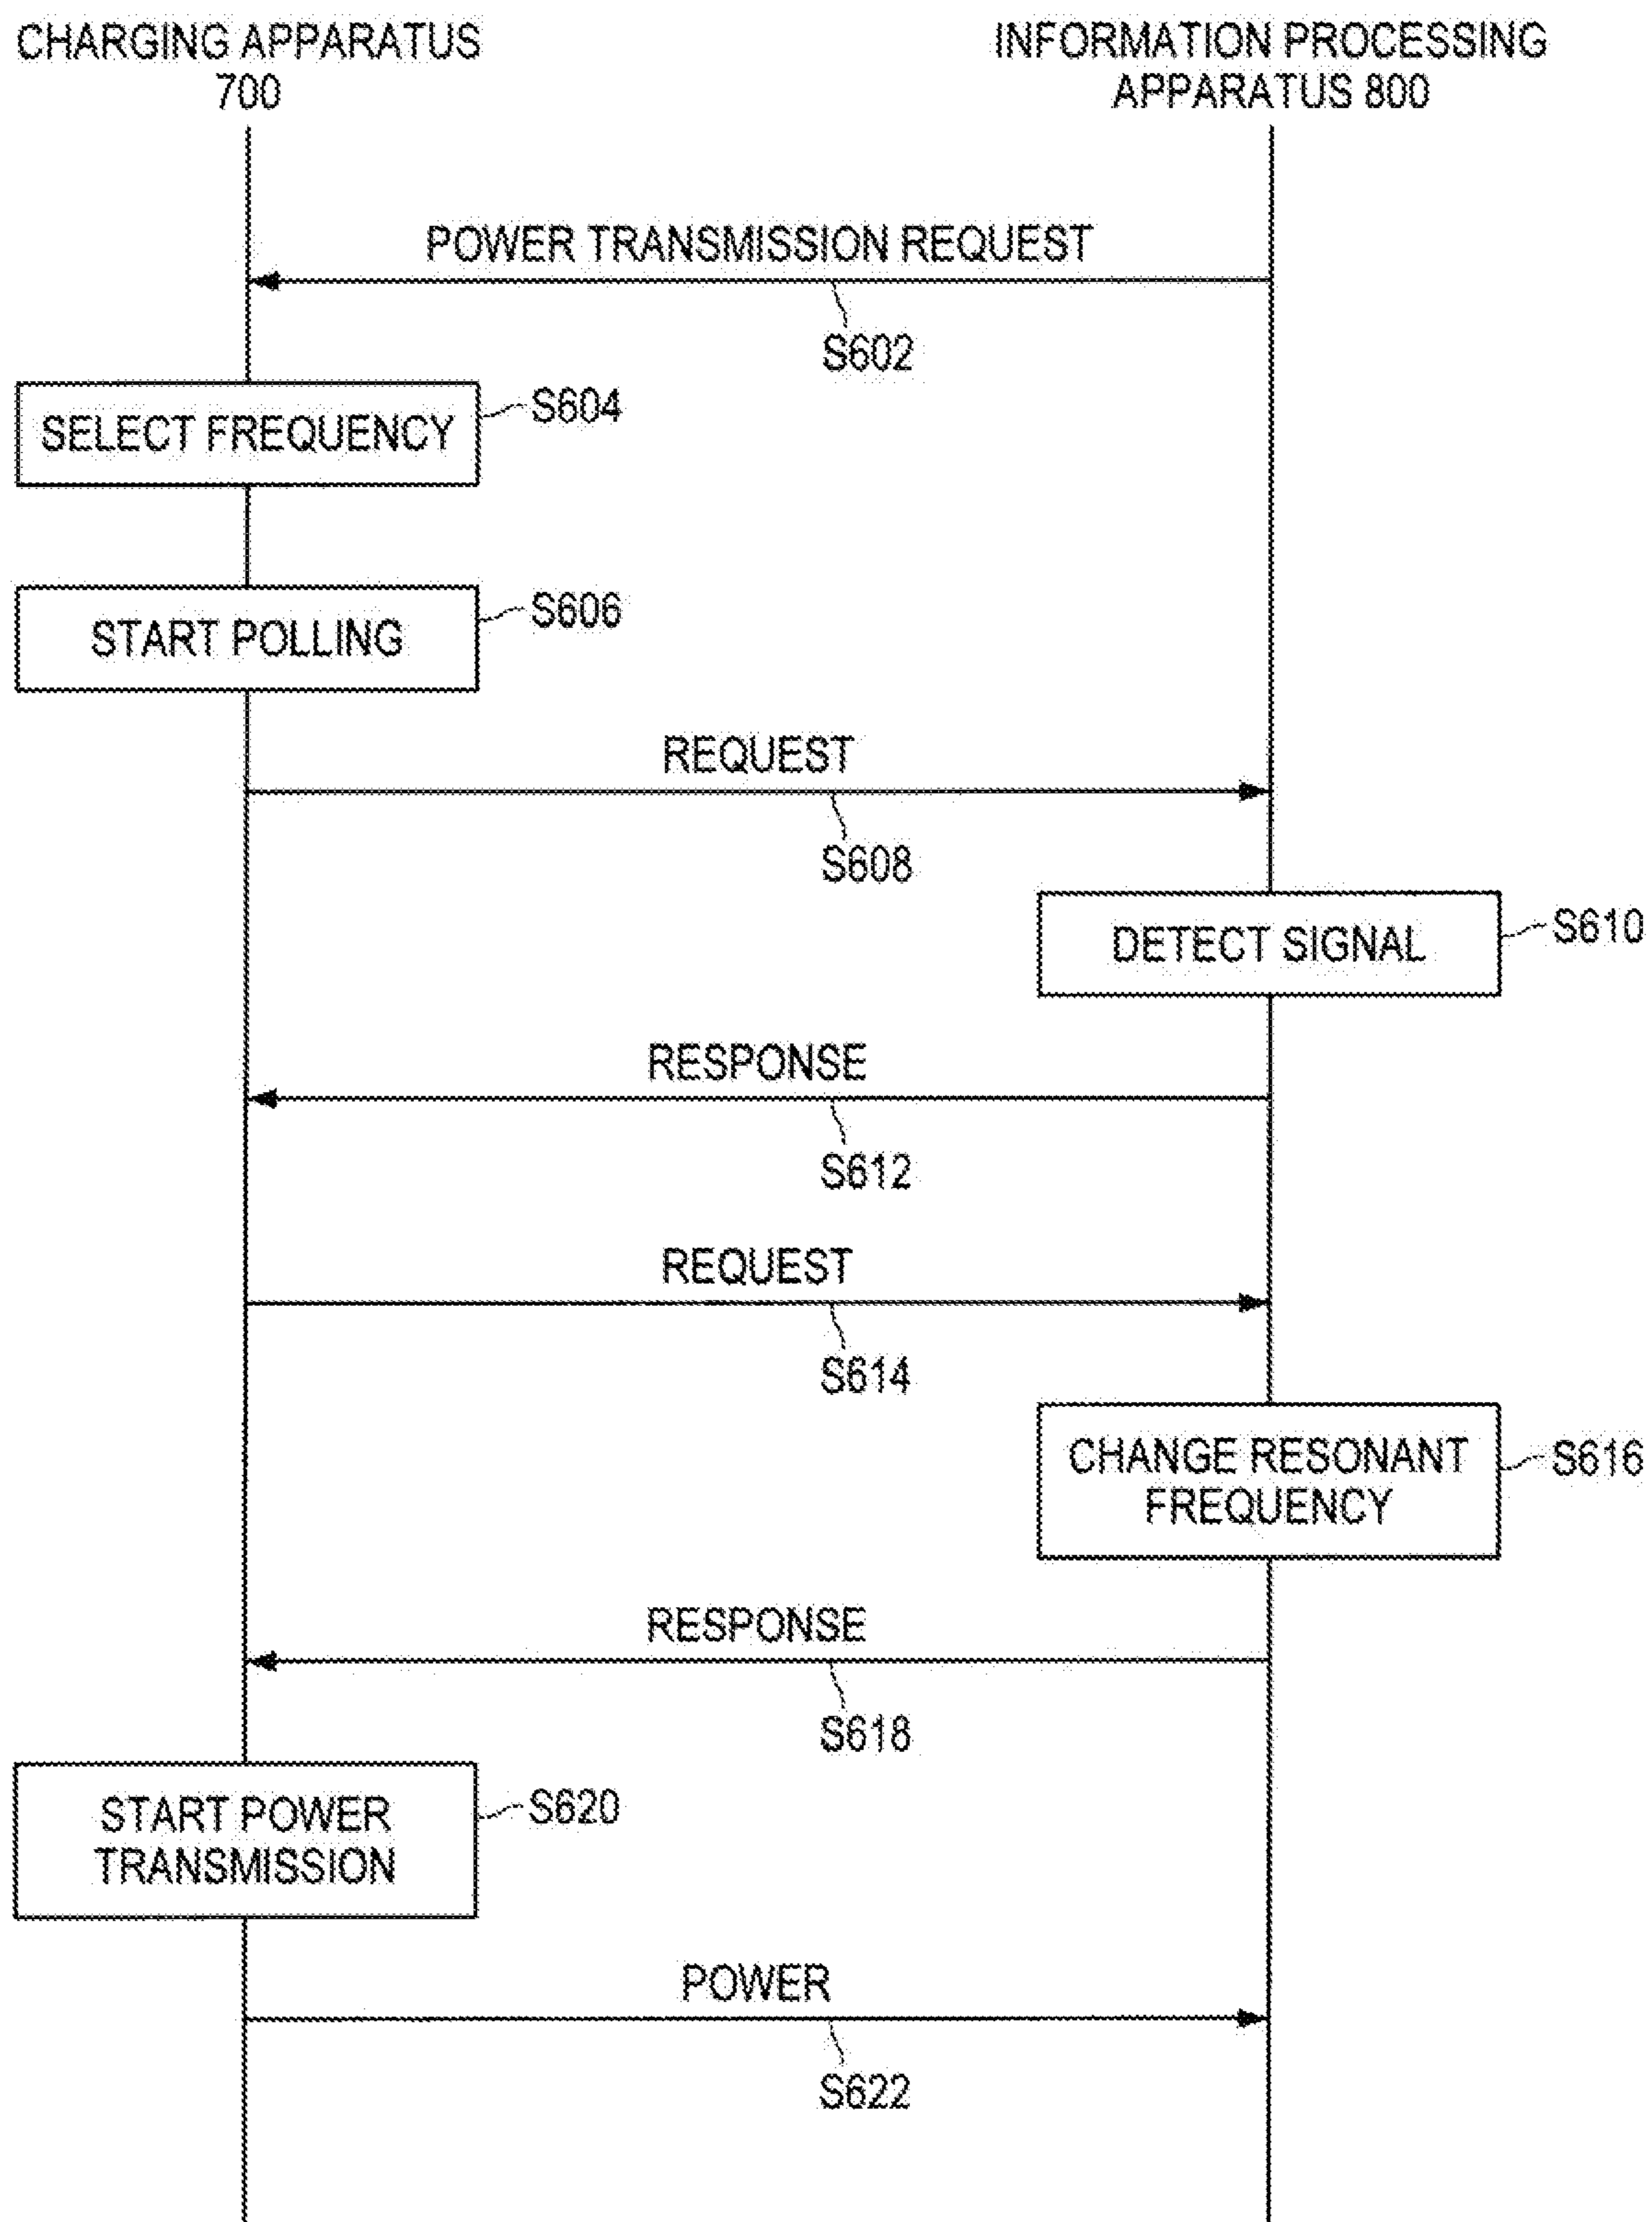 CHARGING APPARATUS
700
INFORMATION PROCESSING
APPARATUS 800
POWER TRANSMISSION REQUEST
S602
SELECT FREQUENCY
S604
START POLLING
S606
REQUEST
S608
DETECT SIGNAL
S610
RESPONSE
S612
REQUEST
S614
CHANGE RESONANT
FREQUENCY
S616
RESPONSE
S618
START POWER
TRANSMISSION
S620
POWER
S622